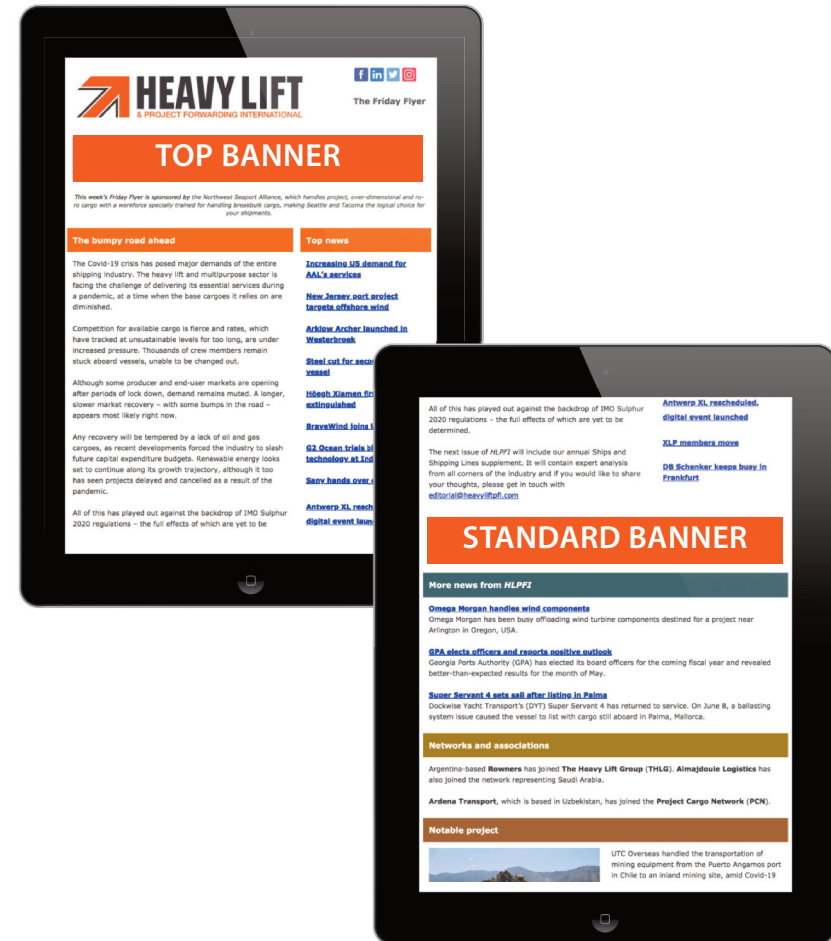 HEAVY LIFT
& PROJECT FORWARDING INTERNATIONAL
The Friday Flyer
TOP BANNER
This week's Friday Flyer is sponsored by the Northwest Seaport Alliance, which handles project, over-dimensional and ro-
ro cargo with a workforce specially trained for handling breakbulk cargo, making Seattle and Tacoma the logical choice for
your shipments.
The bumpy road ahead
The Covid-19 crisis has posed major demands of the entire
shipping industry. The heavy lift and multipurpose sector is
facing the challenge of delivering its essential services during
a pandemic, at a time when the base cargoes it relies on are
diminished.
Competition for available cargo is fierce and rates, which
have tracked at unsustainable levels for too long, are under
increased pressure. Thousands of crew members remain
stuck aboard vessels, unable to be changed out.
Although some producer and end-user markets are opening
after periods of lock down, demand remains muted. A longer,
slower market recovery – with some bumps in the road –
appears most likely right now.
Any recovery will be tempered by a lack of oil and gas
cargoes, as recent developments forced the industry to slash
future capital expenditure budgets. Renewable energy looks
set to continue along its growth trajectory, although it too
has seen projects delayed and cancelled as a result of the
pandemic.
All of this has played out against the backdrop of IMO Sulphur
2020 regulations – the full effects of which are yet to be
Top news
Increasing US demand for
AAL's services
New Jersey port project
targets offshore wind
Arklow Archer launched in
Westerbroek
Steel cut for
vessel
Höegh Xiamen
extinguished
BraveWind joins
G2 Ocean trials
technology at
Sany hands over
Antwerp XL
digital event
All of this has played out against the backdrop of IMO Sulphur
2020 regulations – the full effects of which are yet to be
determined.
The next issue of HLPFI will include our annual Ships and
Shipping Lines supplement. It will contain expert analysis
from all corners of the industry and if you would like to share
your thoughts, please get in touch with
editorial@heavyliftpfi.com
Antwerp XL rescheduled,
digital event launched
XLP members move
DB Schenker keeps busy in
Frankfurt
STANDARD BANNER
More news from HLPFI
Omega Morgan handles wind components
Omega Morgan has been busy offloading wind turbine components destined for a project near
Arlington in Oregon, USA.
GPA elects officers and reports positive outlook
Georgia Ports Authority (GPA) has elected its board officers for the coming fiscal year and revealed
better-than-expected results for the month of May.
Super Servant 4 sets sail after listing in Palma
Dockwise Yacht Transport's (DYT) Super Servant 4 has returned to service. On June 8, a ballasting
system issue caused the vessel to list with cargo still aboard in Palma, Mallorca.
Networks and associations
Argentina-based Rowners has joined The Heavy Lift Group (THLG). Almajdouie Logistics has
also joined the network representing Saudi Arabia.
Ardena Transport, which is based in Uzbekistan, has joined the Project Cargo Network (PCN).
Notable project
UTC Overseas handled the transportation of
mining equipment from the Puerto Angamos port
in Chile to an inland mining site, amid Covid-19